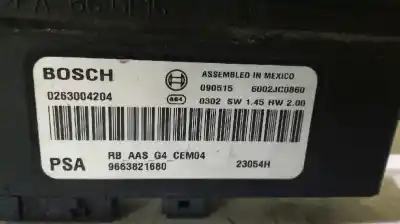 BOSCH
ASSEMBLED IN MEXICO
090515 6002JC0860
0263004204
0302 SW 1.45 HW 2.00
PSA
RB_AAS_G4_CEM04
9663821680
23054H